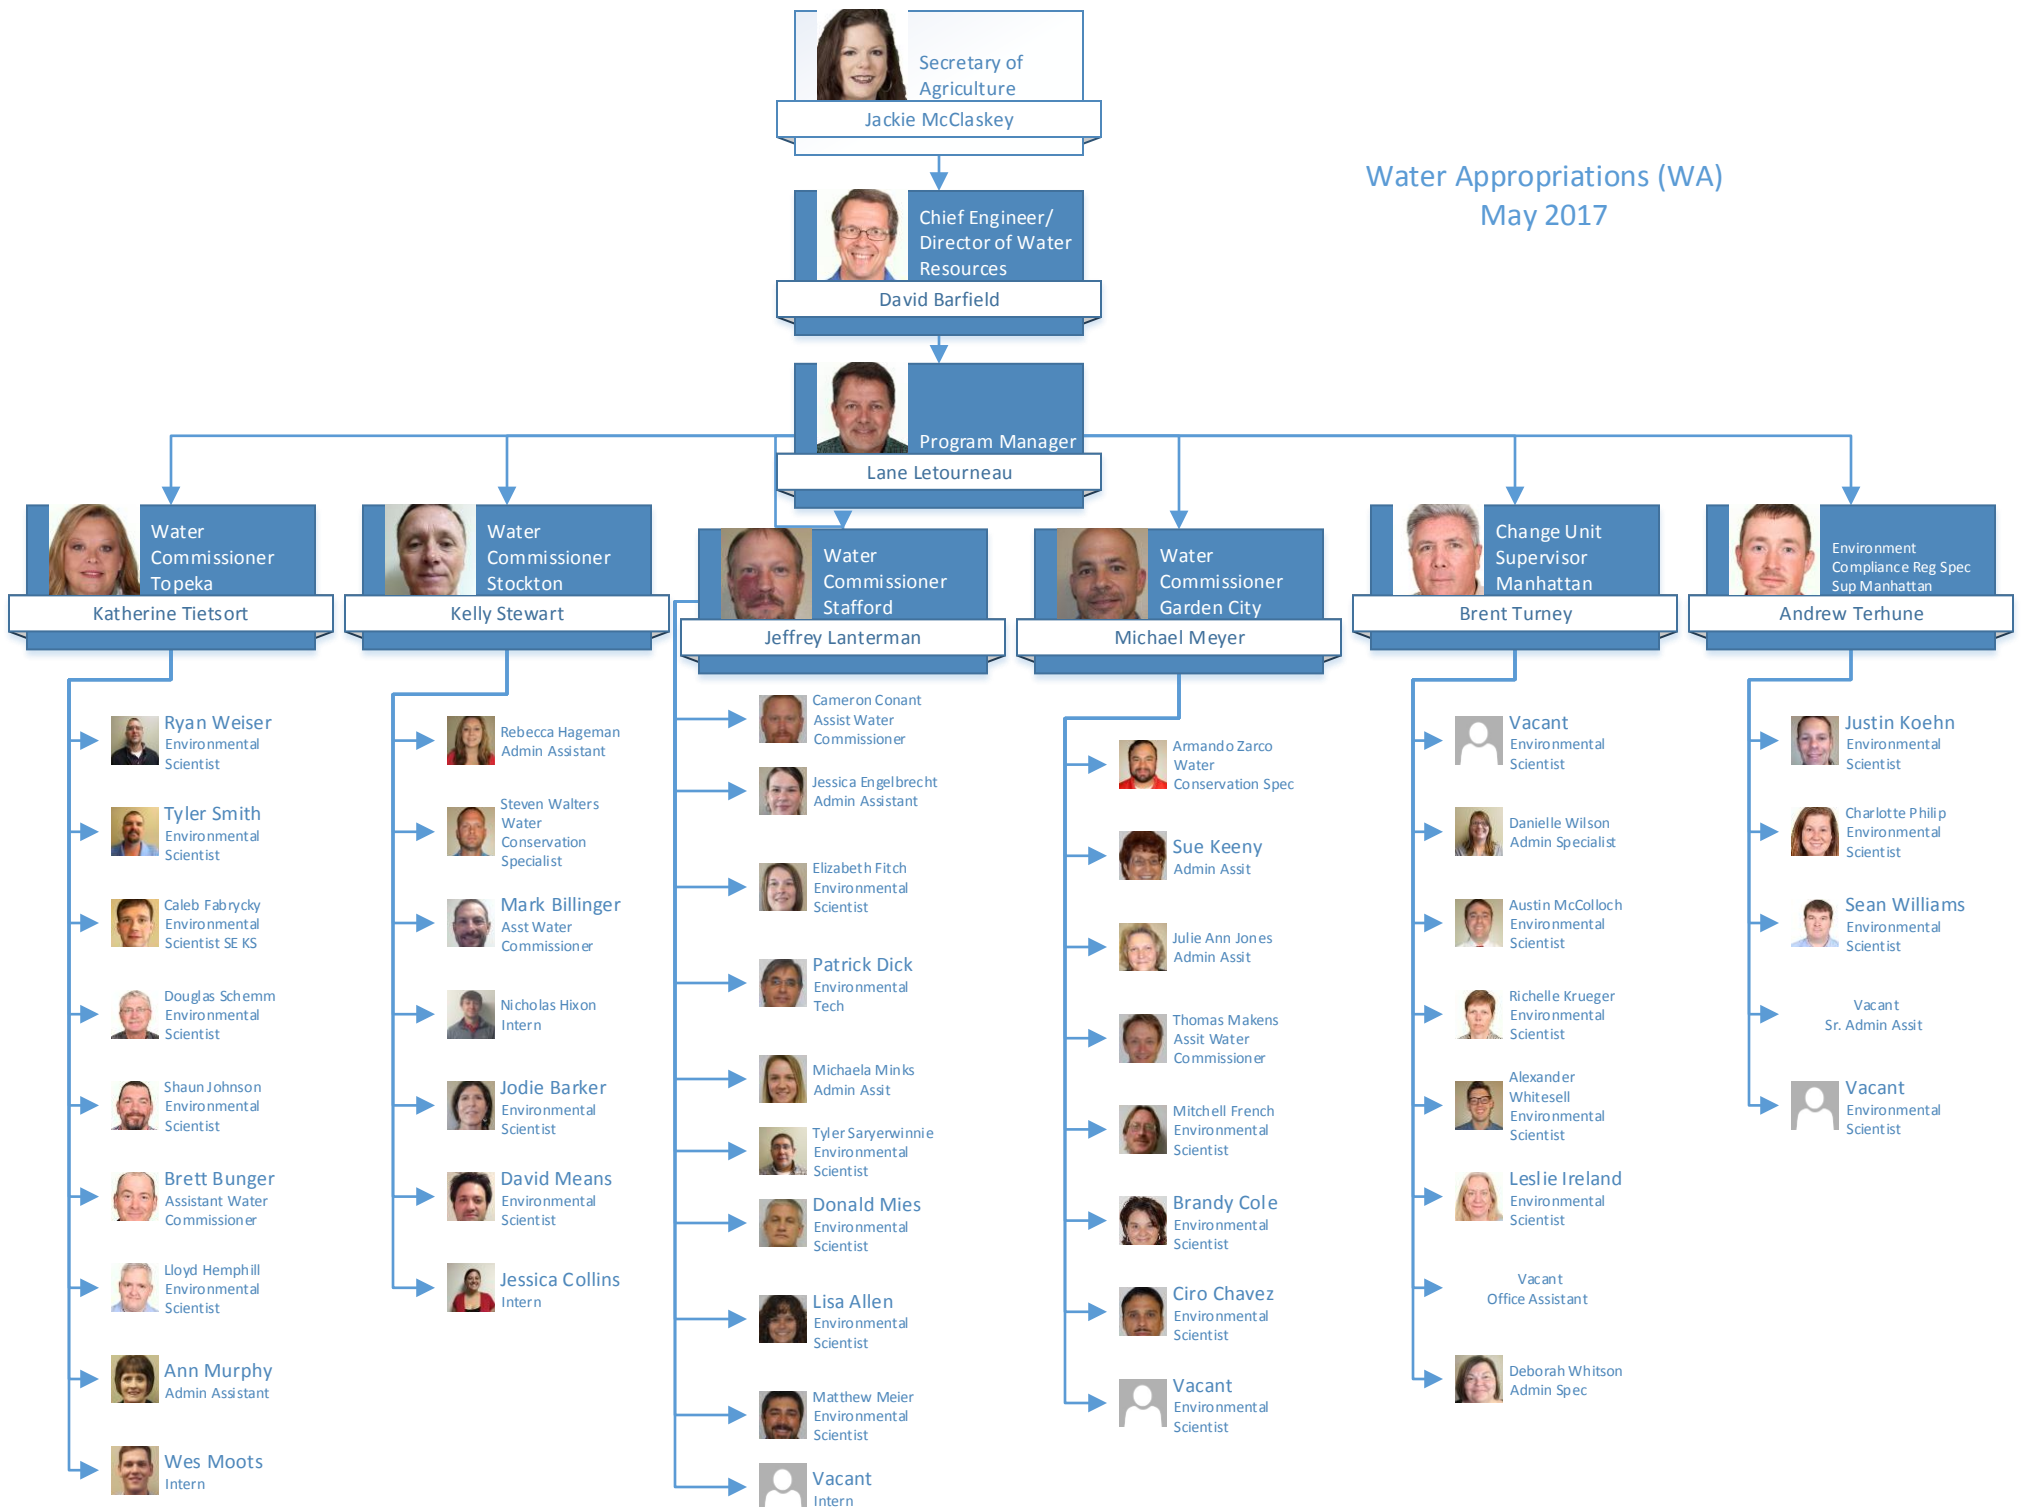 Secretary of
Agriculture
Jackie McClaskey
Water Appropriations (WA)
May 2017
Chief Engineer/
Director of Water
Resources
David Barfield
Program Manager
Lane Letourneau
Water
Commissioner
Topeka
Katherine Tietsort
Water
Commissioner
Stockton
Kelly Stewart
Water
Commissioner
Stafford
Jeffrey Lanterman
Water
Commissioner
Garden City
Michael Meyer
Change Unit
Supervisor
Manhattan
Brent Turney
Environment
Compliance Reg Spec
Sup Manhattan
Andrew Terhune
Ryan Weiser
Environmental
Scientist
Tyler Smith
Environmental
Scientist
Caleb Fabrycky
Environmental
Scientist SE KS
Douglas Schemm
Environmental
Scientist
Shaun Johnson
Environmental
Scientist
Brett Bunger
Assistant Water
Commissioner
Lloyd Hemphill
Environmental
Scientist
Ann Murphy
Admin Assistant
Wes Moots
Intern
Rebecca Hageman
Admin Assistant
Steven Walters
Water
Conservation
Specialist
Mark Billinger
Asst Water
Commissioner
Nicholas Hixon
Intern
Jodie Barker
Environmental
Scientist
David Means
Environmental
Scientist
Jessica Collins
Intern
Cameron Conant
Assist Water
Commissioner
Jessica Engelbrecht
Admin Assistant
Elizabeth Fitch
Environmental
Scientist
Patrick Dick
Environmental
Tech
Michaela Minks
Admin Assit
Tyler Saryerwinnie
Environmental
Scientist
Donald Mies
Environmental
Scientist
Lisa Allen
Environmental
Scientist
Matthew Meier
Environmental
Scientist
Vacant
Intern
Armando Zarco
Water
Conservation Spec
Sue Keeny
Admin Assit
Julie Ann Jones
Admin Assit
Thomas Makens
Assit Water
Commissioner
Mitchell French
Environmental
Scientist
Brandy Cole
Environmental
Scientist
Ciro Chavez
Environmental
Scientist
Vacant
Environmental
Scientist
Vacant
Environmental
Scientist
Danielle Wilson
Admin Specialist
Austin McColloch
Environmental
Scientist
Richelle Krueger
Environmental
Scientist
Alexander
Whitesell
Environmental
Scientist
Leslie Ireland
Environmental
Scientist
Vacant
Office Assistant
Deborah Whitson
Admin Spec
Justin Koehn
Environmental
Scientist
Charlotte Philip
Environmental
Scientist
Sean Williams
Environmental
Scientist
Vacant
Sr. Admin Assit
Vacant
Environmental
Scientist